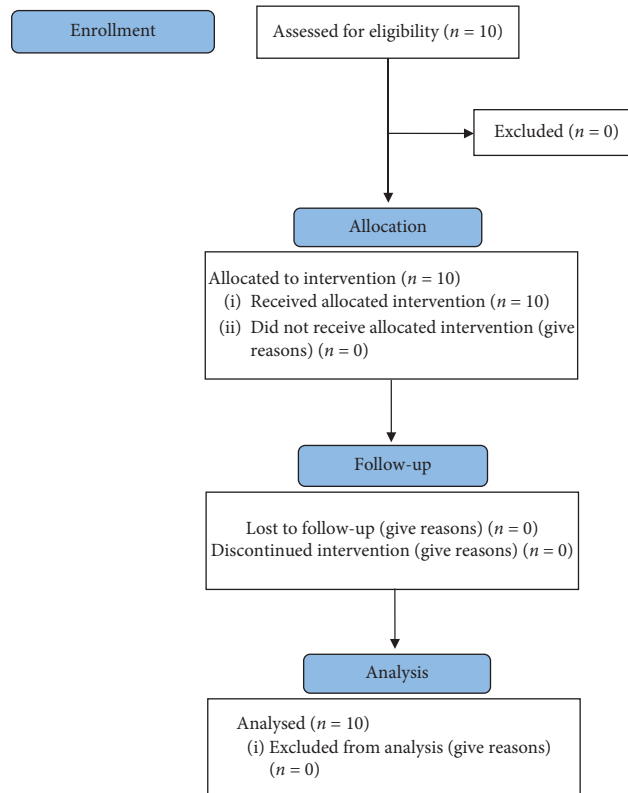 Enrollment
Assessed for eligibility (n = 10)
Excluded (n = 0)
Allocation
Allocated to intervention (n = 10)
(i) Received allocated intervention (n = 10)
(ii) Did not receive allocated intervention (give
reasons) (n = 0)
Follow-up
Lost to follow-up (give reasons) (n = 0)
Discontinued intervention (give reasons) (n = 0)
Analysis
Analysed (n = 10)
(i) Excluded from analysis (give reasons)
(n = 0)